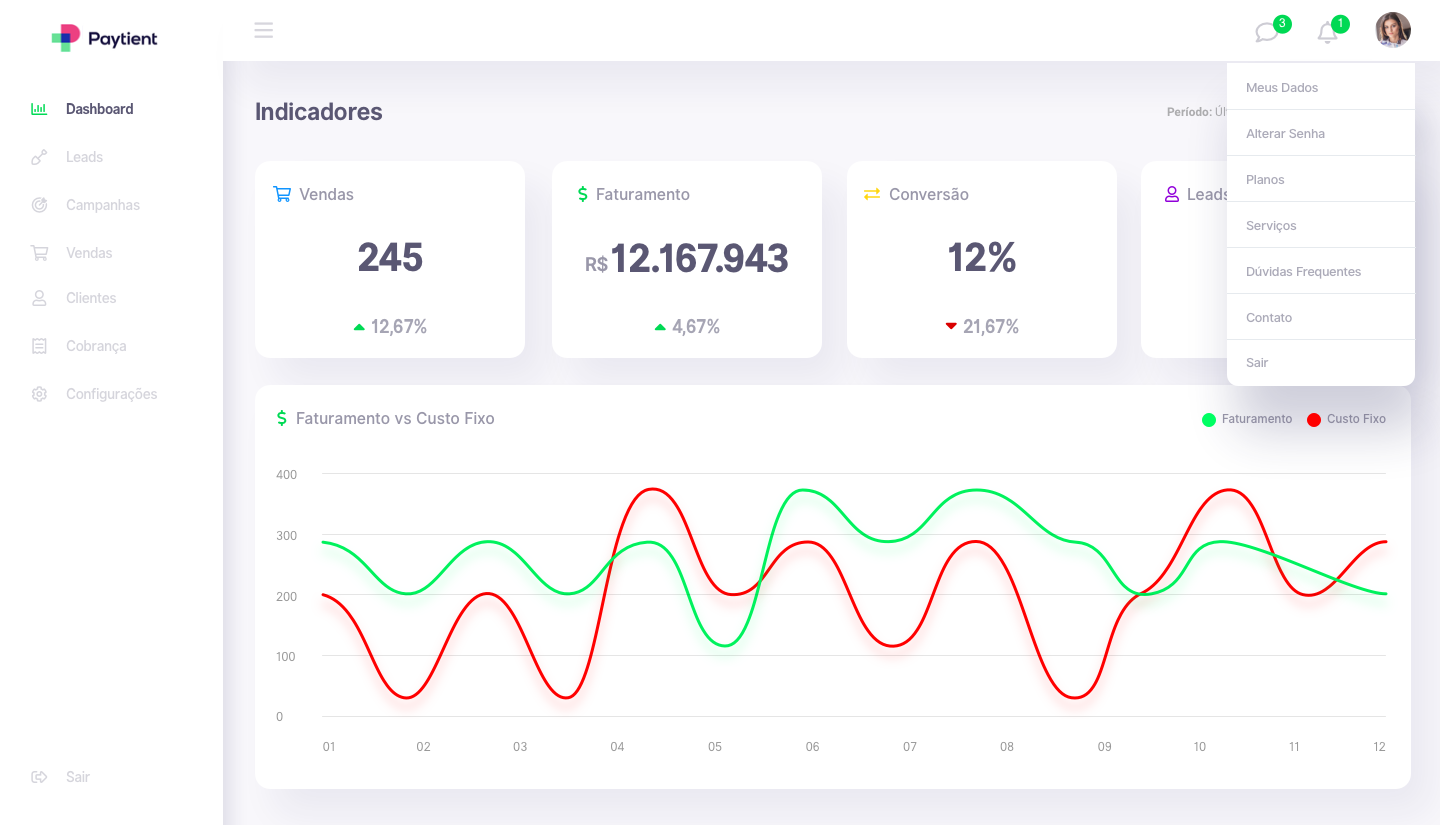 Paytient
3
1
Dashboard
Leads
Campanhas
Vendas
Clientes
Cobrança
Configurações
Sair
Indicadores
Período:
Meus Dados
Alterar Senha
Planos
Serviços
Dúvidas Frequentes
Contato
Sair
Vendas
245
12,67%
Faturamento
R$12.167.943
4,67%
Conversão
12%
21,67%
Leads
Faturamento vs Custo Fixo
Faturamento
Custo Fixo
400
300
200
100
0
01 02 03 04 05 06 07 08 09 10 11 12